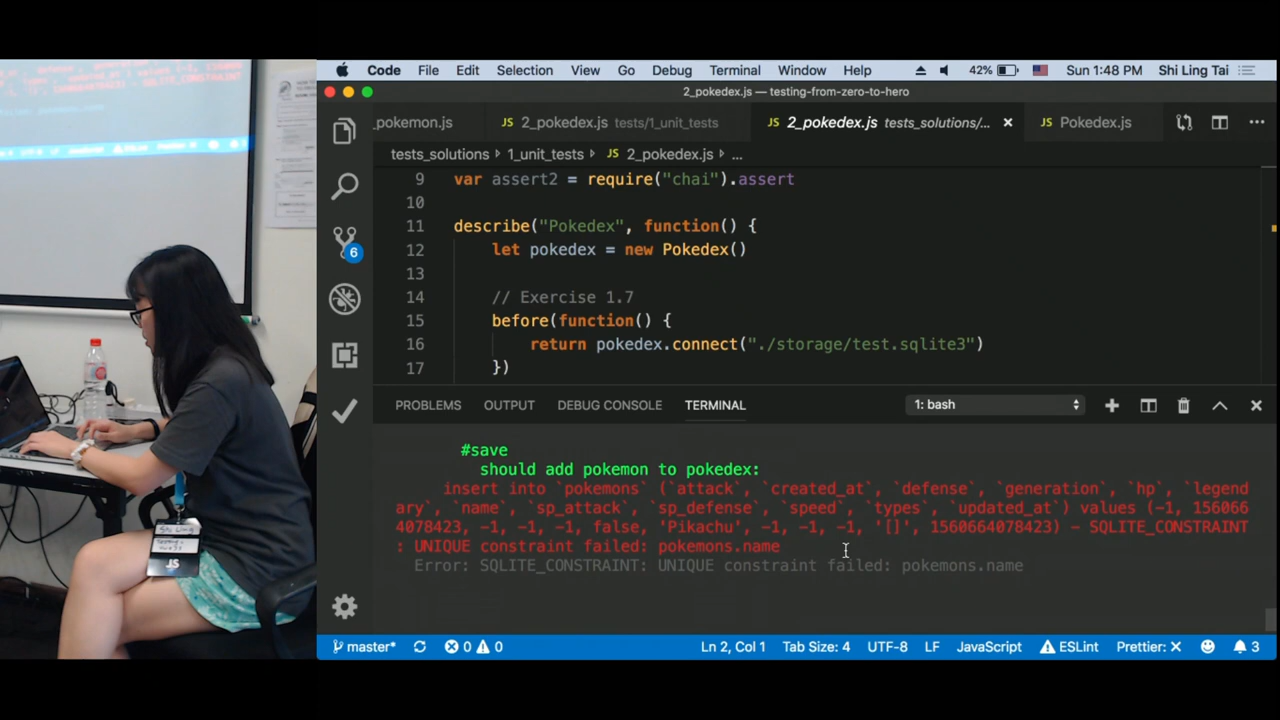 Code File Edit Selection View Go Debug Terminal Window Help 42% Sun 1:48 PM Shi Ling Tai
2_pokedex.js — testing-from-zero-to-hero
_pokemon.js JS 2_pokedex.js tests/1_unit_tests JS 2_pokedex.js tests_solutions/... JS Pokedex.js
tests_solutions 1_unit_tests JS 2_pokedex.js ...
9 var assert2 = require("chai").assert
10
11 describe("Pokedex", function() {
12 let pokedex = new Pokedex()
13
14 // Exercise 1.7
15 before(function() {
16 return pokedex.connect("./storage/test.sqlite3")
17 })
6
PROBLEMS OUTPUT DEBUG CONSOLE TERMINAL 1: bash
#save
should add pokemon to pokedex:
insert into `pokemons` (`attack`, `created_at`, `defense`, `generation`, `hp`, `legend
ary`, `name`, `sp_attack`, `sp_defense`, `speed`, `types`, `updated_at`) values (-1, 156066
4078423, -1, -1, -1, false, 'Pikachu', -1, -1, -1, '[]', 1560664078423) - SQLITE_CONSTRAINT
: UNIQUE constraint failed: pokemons.name
Error: SQLITE_CONSTRAINT: UNIQUE constraint failed: pokemons.name
master* 0 0 Ln 2, Col 1 Tab Size: 4 UTF-8 LF JavaScript ESLint Prettier: 3
Shi Ling
JS